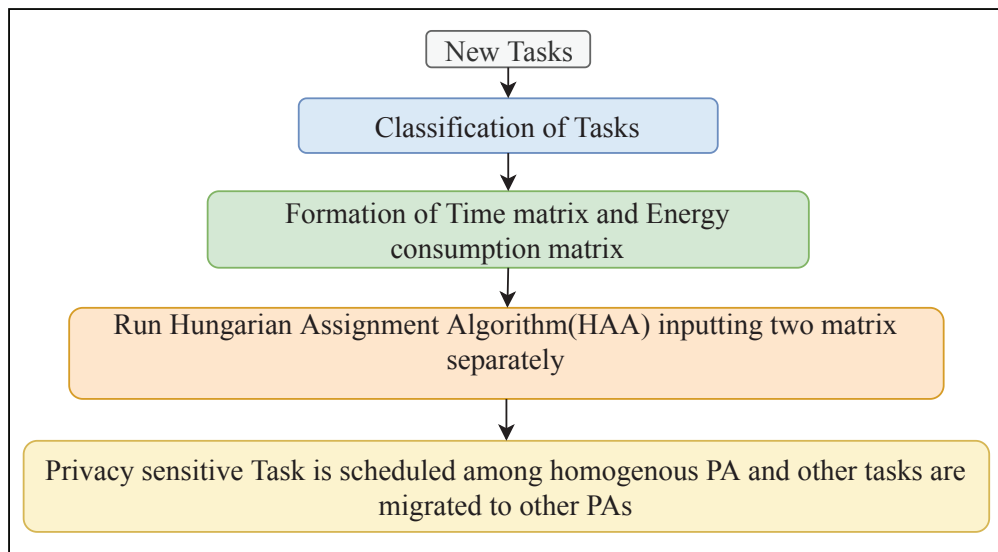 New Tasks
Classification of Tasks
Formation of Time matrix and Energy
consumption matrix
Run Hungarian Assignment Algorithm(HAA) inputting two matrix
separately
Privacy sensitive Task is scheduled among homogenous PA and other tasks are
migrated to other PAs